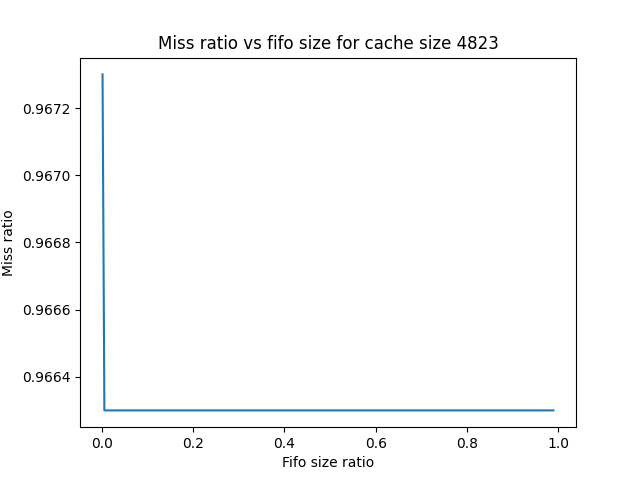 Miss ratio vs fifo size for cache size 4823
0.9672
0.9670
0.9668
0.9666
0.9664
Miss ratio
0.0 0.2 0.4 0.6 0.8 1.0
Fifo size ratio